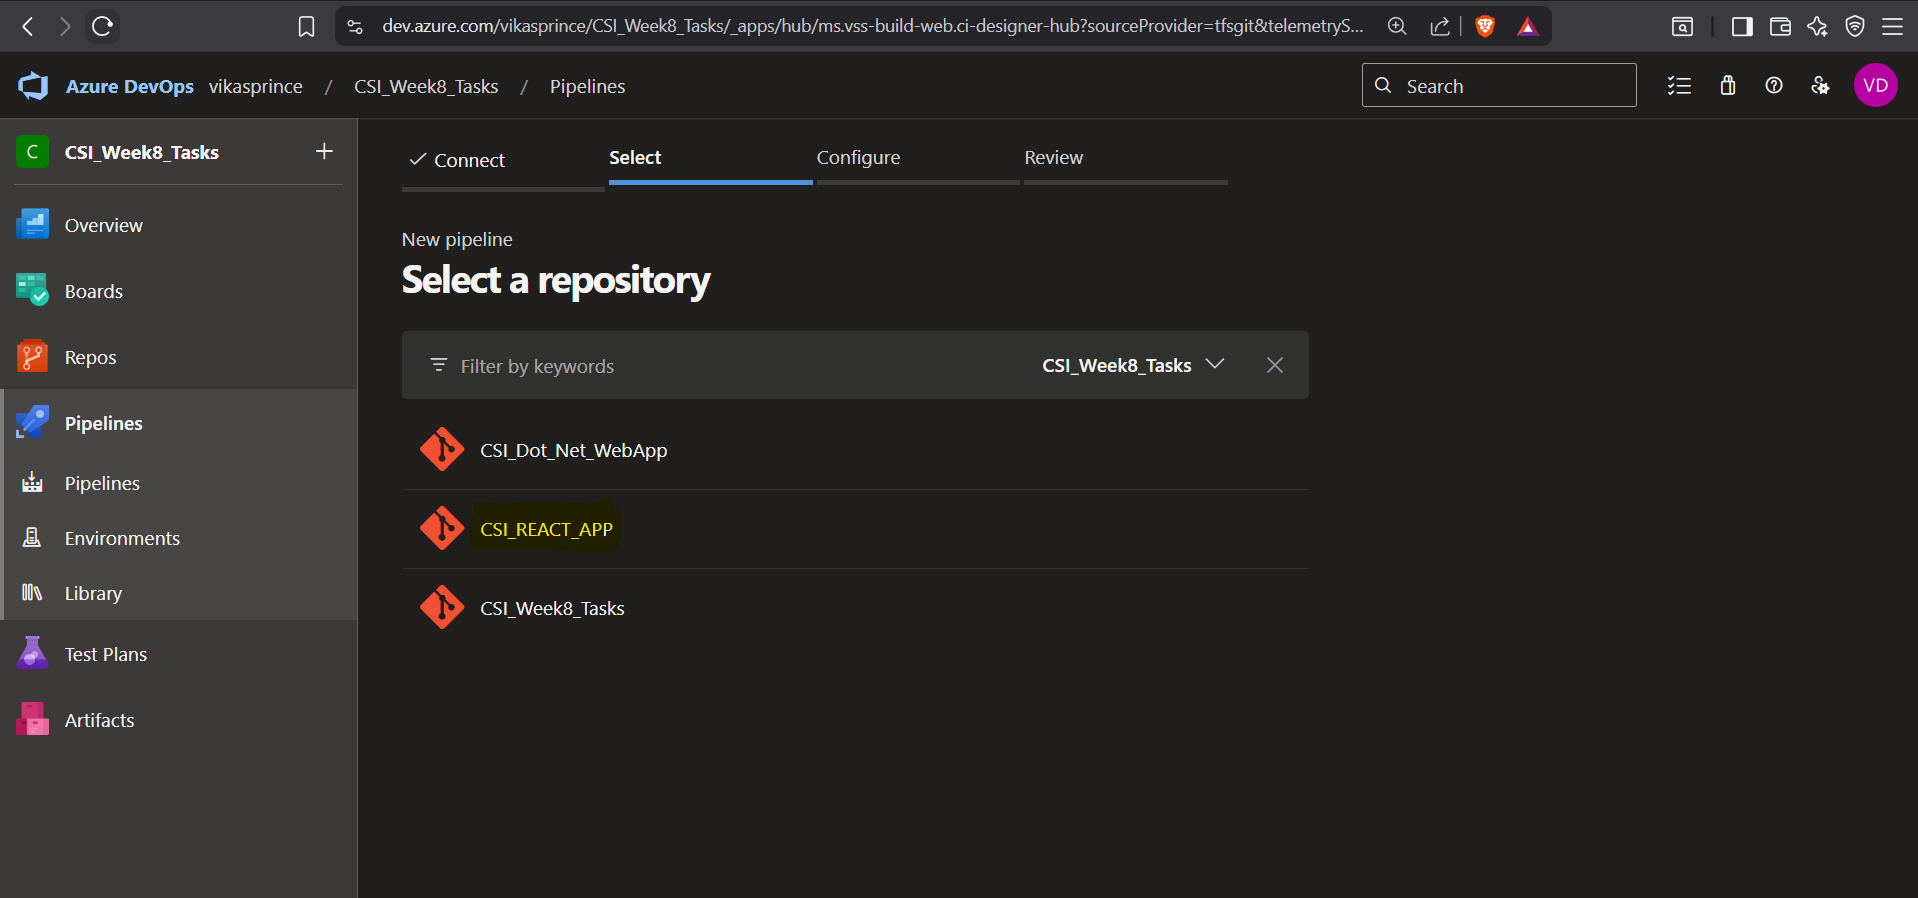 dev.azure.com/vikasprince/CSI_Week8_Tasks/_apps/hub/ms.vss-build-web.ci-designer-hub?sourceProvider=tfsgit&telemetryS...
Azure DevOps vikasprince / CSI_Week8_Tasks / Pipelines
Search
VD
C CSI_Week8_Tasks
Overview
Boards
Repos
Pipelines
Pipelines
Environments
Library
Test Plans
Artifacts
Connect Select Configure Review
New pipeline
Select a repository
Filter by keywords CSI_Week8_Tasks
CSI_Dot_Net_WebApp
CSI_REACT_APP
CSI_Week8_Tasks